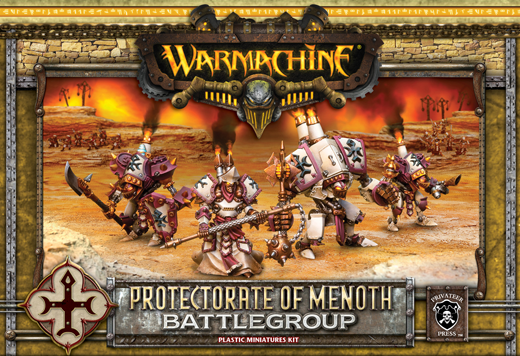 WARMACHINE
PROTECTORATE OF MENOTH
BATTLEGROUP
PLASTIC MINIATURES KIT
PRIVATEER
PRESS